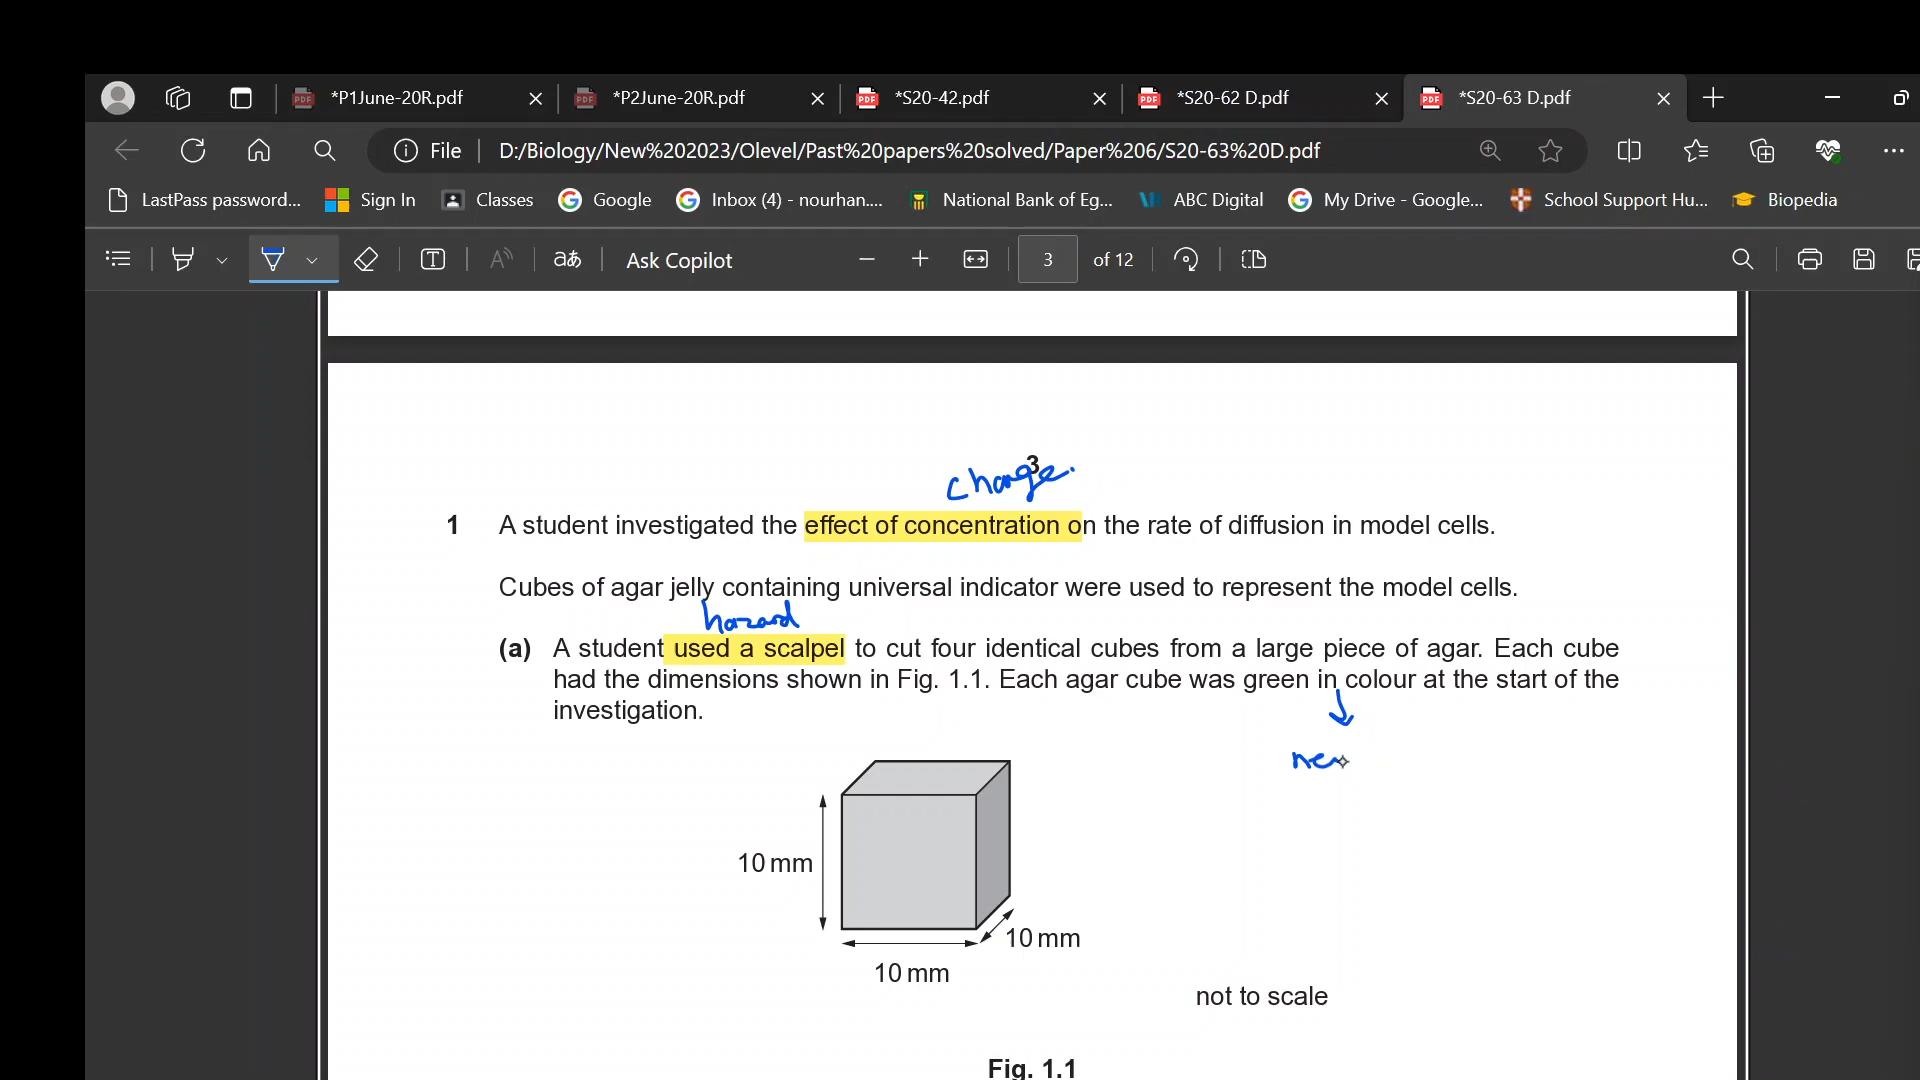 *P1June-20R.pdf *P2June-20R.pdf *S20-42.pdf *S20-62 D.pdf *S20-63 D.pdf
File D:/Biology/New%202023/Olevel/Past%20papers%20solved/Paper%206/S20-63%20D.pdf
LastPass password... Sign In Classes Google Inbox (4) - nourhan.... National Bank of Eg... ABC Digital My Drive - Google... School Support Hu... Biopedia
Ask Copilot 3 of 12
3
change.
1 A student investigated the effect of concentration on the rate of diffusion in model cells.
Cubes of agar jelly containing universal indicator were used to represent the model cells.
hazard
(a) A student used a scalpel to cut four identical cubes from a large piece of agar. Each cube
had the dimensions shown in Fig. 1.1. Each agar cube was green in colour at the start of the
investigation.
ne
10 mm
10 mm
10 mm
not to scale
Fig. 1.1